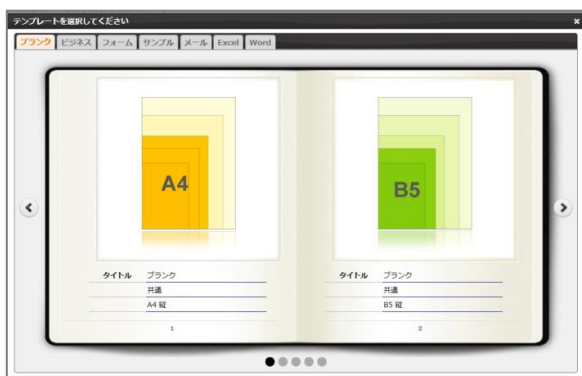 テンプレートを選択してください
ブランク ビジネス フォーム サンプル メール Excel Word
A4
タイトル ブランク
共通
A4 縦
1
B5
タイトル ブランク
共通
B5 縦
2